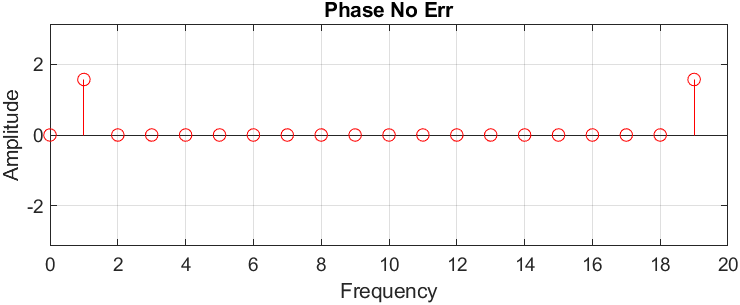 Phase No Err
Amplitude
2
0
-2
0 2 4 6 8 10 12 14 16 18 20
Frequency